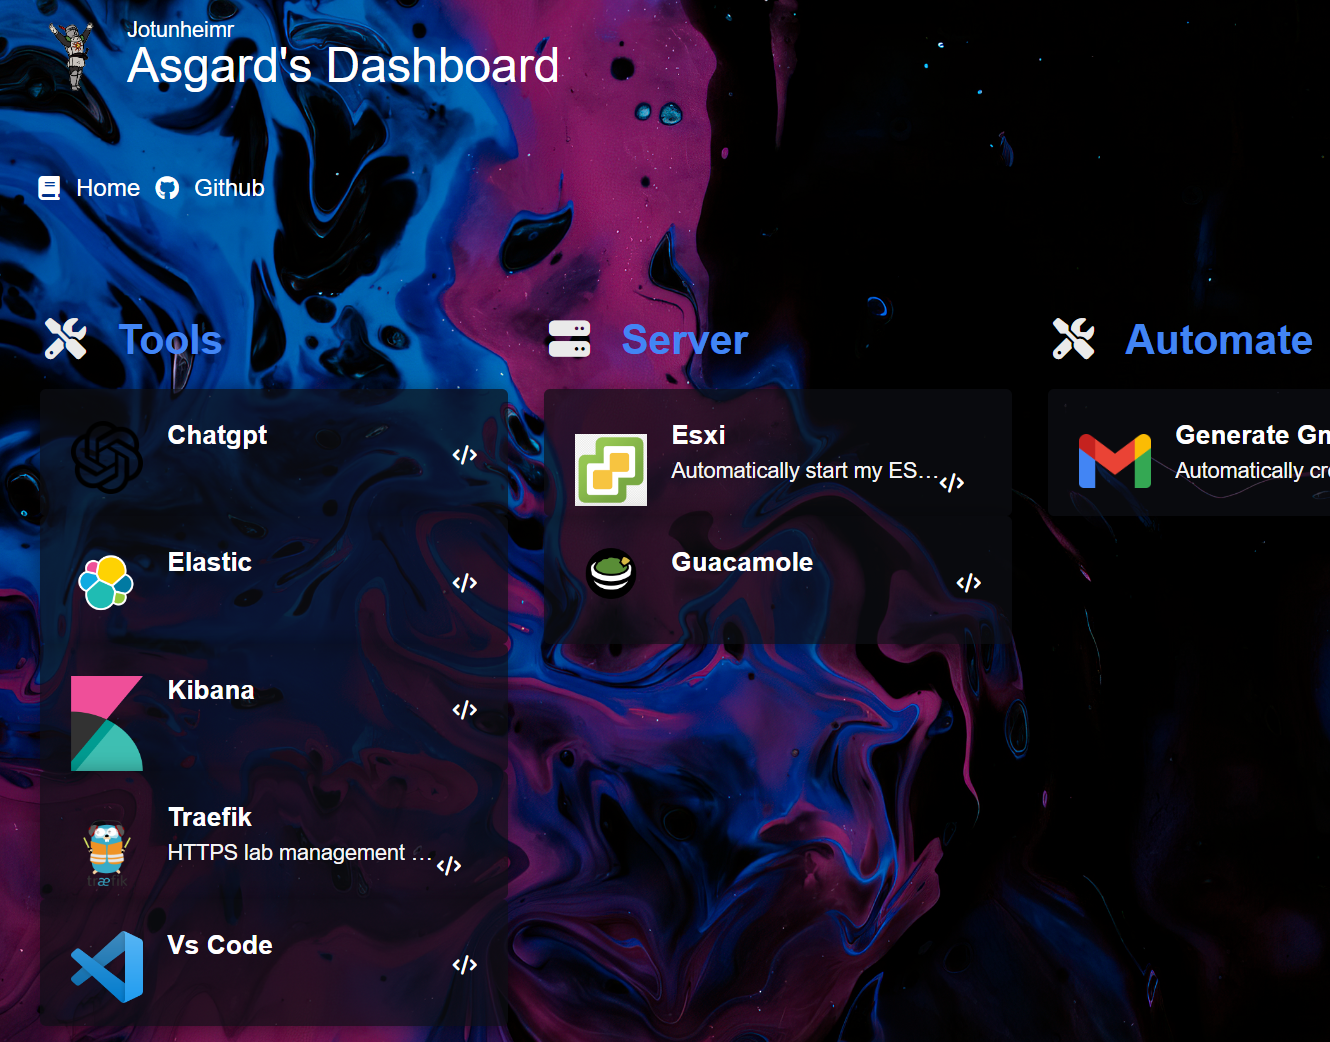 Jotunheimr
Asgard's Dashboard
Home Github
Tools
Chatgpt
Elastic
Kibana
Traefik
HTTPS lab management ...
træfik
Vs Code
Server
Esxi
Automatically start my ES...
Guacamole
Automate
Generate Gm
Automatically cre